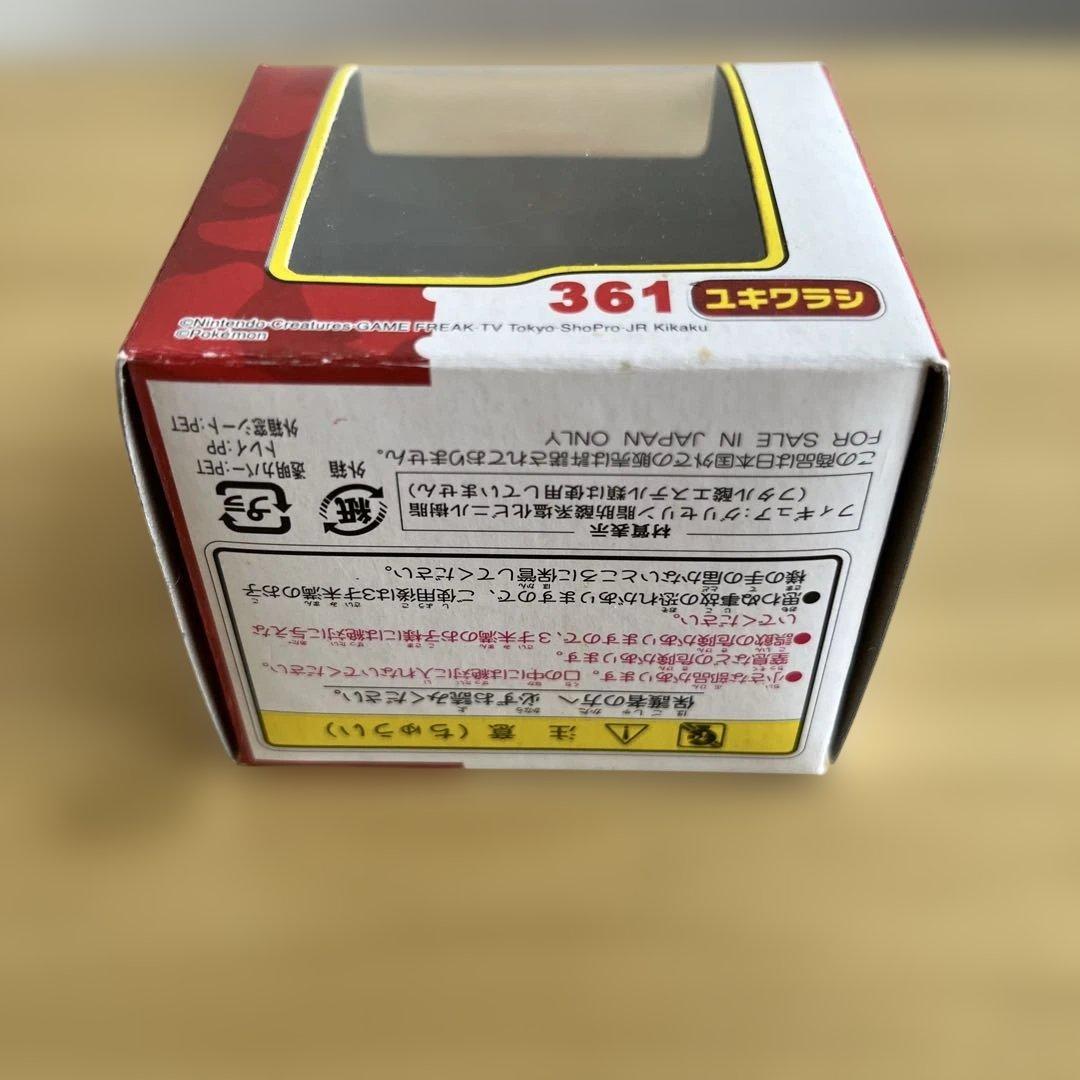 361 ユキワラシ
©Nintendo·Creatures·GAME FREAK·TV Tokyo·ShoPro·JR Kikaku
©Pokémon
注意(ちゅうい)
保護者の方へ 必ずお読みください。
●小さな部品があります。口の中には絶対に入れないでください。
窒息などの危険があります。
●誤飲の危険がありますので、3才未満のお子様には絶対に与えな
いでください。
●思わぬ事故の恐れがありますので、ご使用後は3才未満のお子
様の手の届かないところに保管してください。
材質表示
フィギュア:グリセリン脂肪酸系塩化ビニル樹脂
(フタル酸エステル類は使用していません)
この商品は日本国外での販売は許諾されておりません。
FOR SALE IN JAPAN ONLY
紙
外箱
プラ
透明カバー:PET
トレイ:PP
外箱窓シート:PET